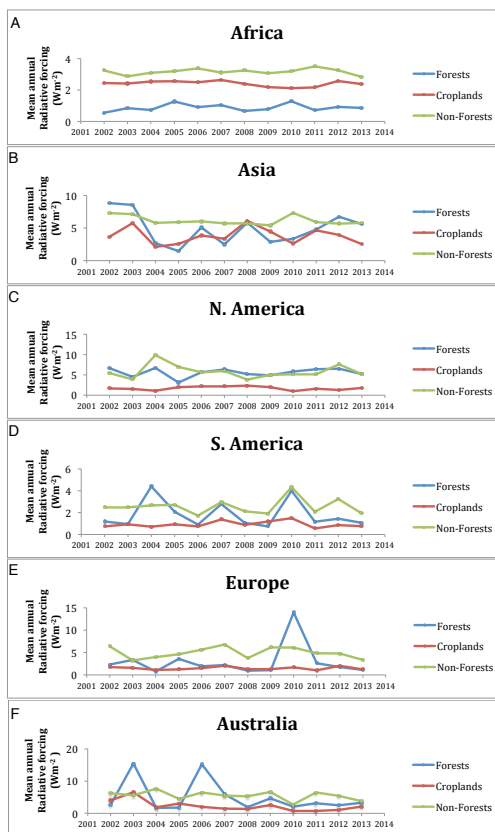 A
Africa
Mean annual
Radiative forcing
(Wm-2)
4
2
0
2001 2002 2003 2004 2005 2006 2007 2008 2009 2010 2011 2012 2013 2014
Forests
Croplands
Non-Forests
B
Asia
Mean annual
Radiative forcing
(Wm-2)
10
5
0
2001 2002 2003 2004 2005 2006 2007 2008 2009 2010 2011 2012 2013 2014
Forests
Croplands
Non-Forests
C
N. America
Mean annual
Radiative forcing
(Wm-2)
15
10
5
0
2001 2002 2003 2004 2005 2006 2007 2008 2009 2010 2011 2012 2013 2014
Forests
Croplands
Non-Forests
D
S. America
Mean annual
Radiative forcing
(Wm-2)
6
4
2
0
2001 2002 2003 2004 2005 2006 2007 2008 2009 2010 2011 2012 2013 2014
Forests
Croplands
Non-Forests
E
Europe
Mean annual
Radiative forcing
(Wm-2)
15
10
5
0
2001 2002 2003 2004 2005 2006 2007 2008 2009 2010 2011 2012 2013 2014
Forests
Croplands
Non-Forests
F
Australia
Mean annual
Radiative forcing
(Wm-2)
20
10
0
2001 2002 2003 2004 2005 2006 2007 2008 2009 2010 2011 2012 2013 2014
Forests
Croplands
Non-Forests